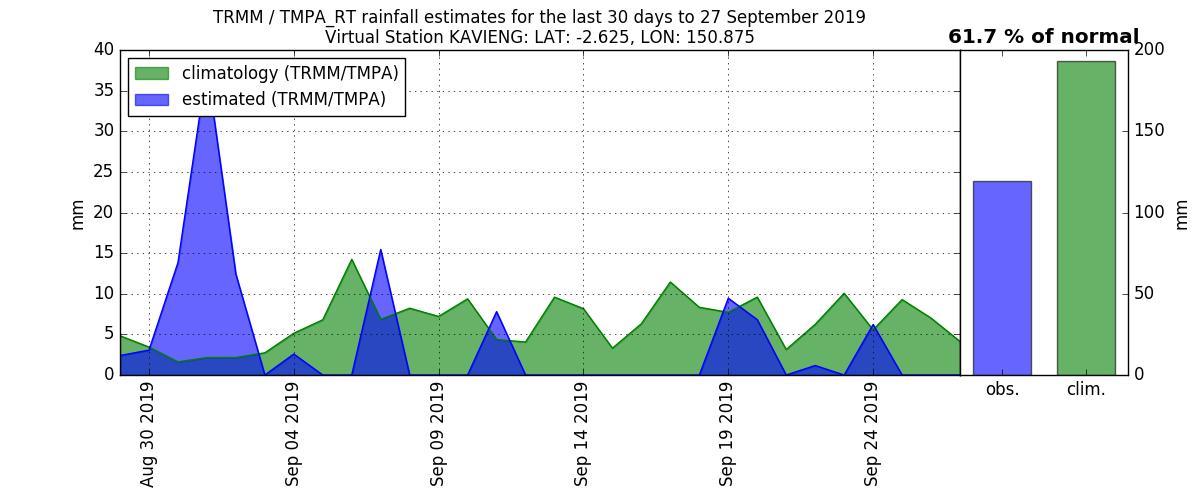 TRMM / TMPA_RT rainfall estimates for the last 30 days to 27 September 2019
Virtual Station KAVIENG: LAT: -2.625, LON: 150.875
61.7 % of normal
climatology (TRMM/TMPA)
estimated (TRMM/TMPA)
40
35
30
25
20
15
10
5
0
mm
Aug 30 2019
Sep 04 2019
Sep 09 2019
Sep 14 2019
Sep 19 2019
Sep 24 2019
200
150
100
50
0
mm
obs.
clim.